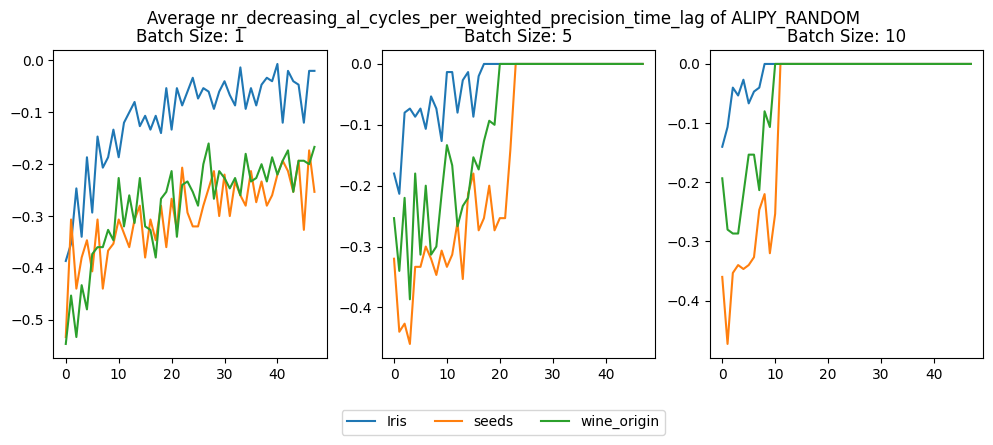 Average nr_decreasing_al_cycles_per_weighted_precision_time_lag of ALIPY_RANDOM
Batch Size: 1
Batch Size: 5
Batch Size: 10
0.0
−0.1
−0.2
−0.3
−0.4
−0.5
0 10 20 30 40
0.0
−0.1
−0.2
−0.3
−0.4
0 10 20 30 40
0.0
−0.1
−0.2
−0.3
−0.4
0 10 20 30 40
Iris seeds wine_origin